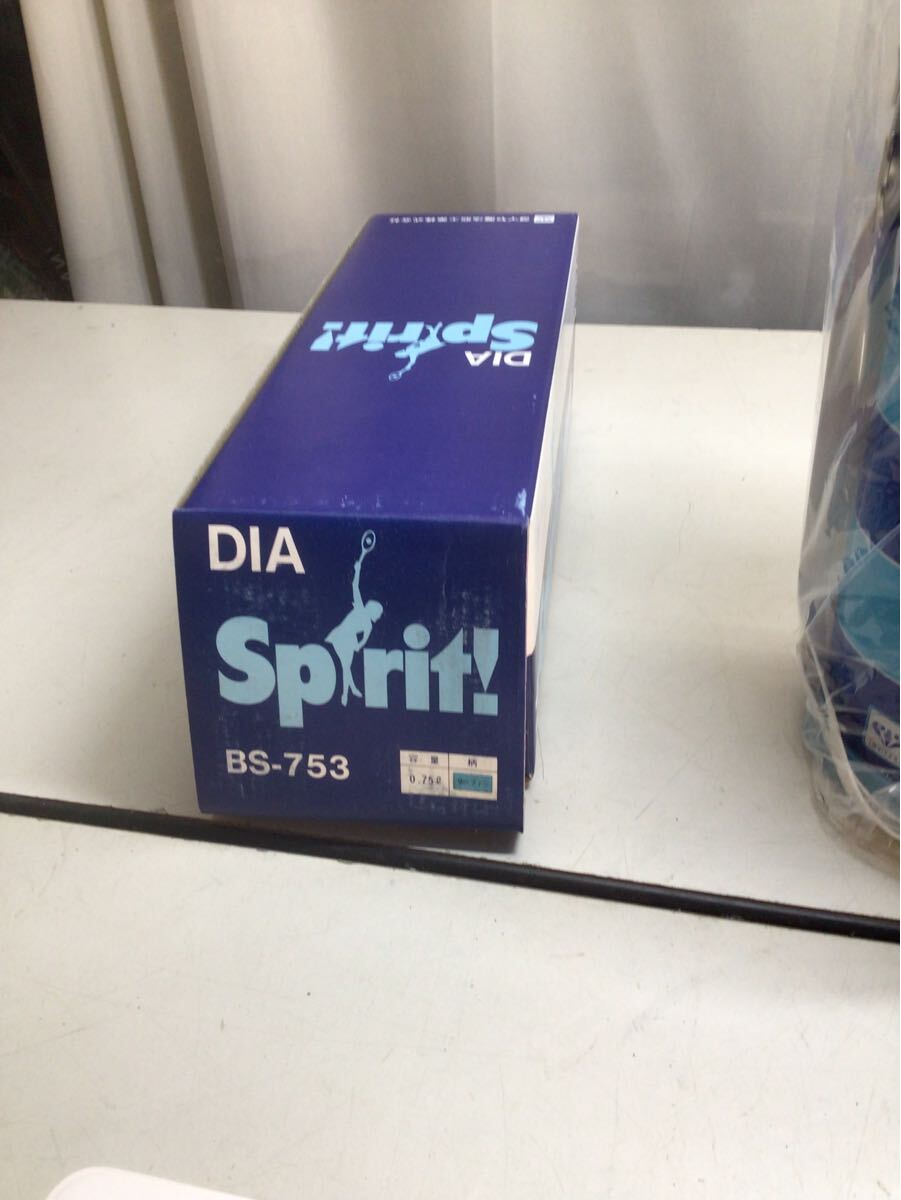 DIA
Spirit!
DIA
Spirit!
BS-753
容量 柄
0.75ℓ